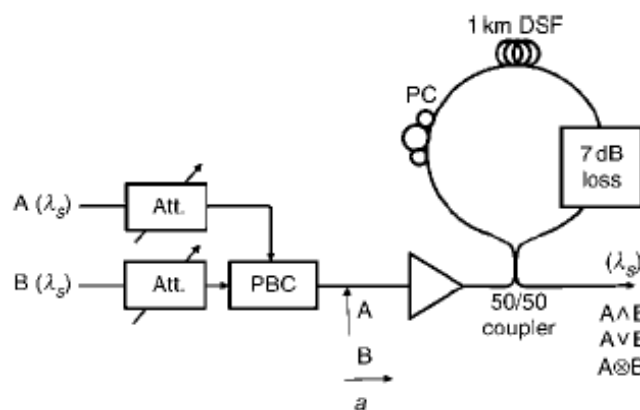 1 km DSF
PC
7 dB
loss
A (λs)
Att.
B (λs)
Att.
PBC
A
B
a
50/50
coupler
(λs)
A∧B
A∨B
A⊗B